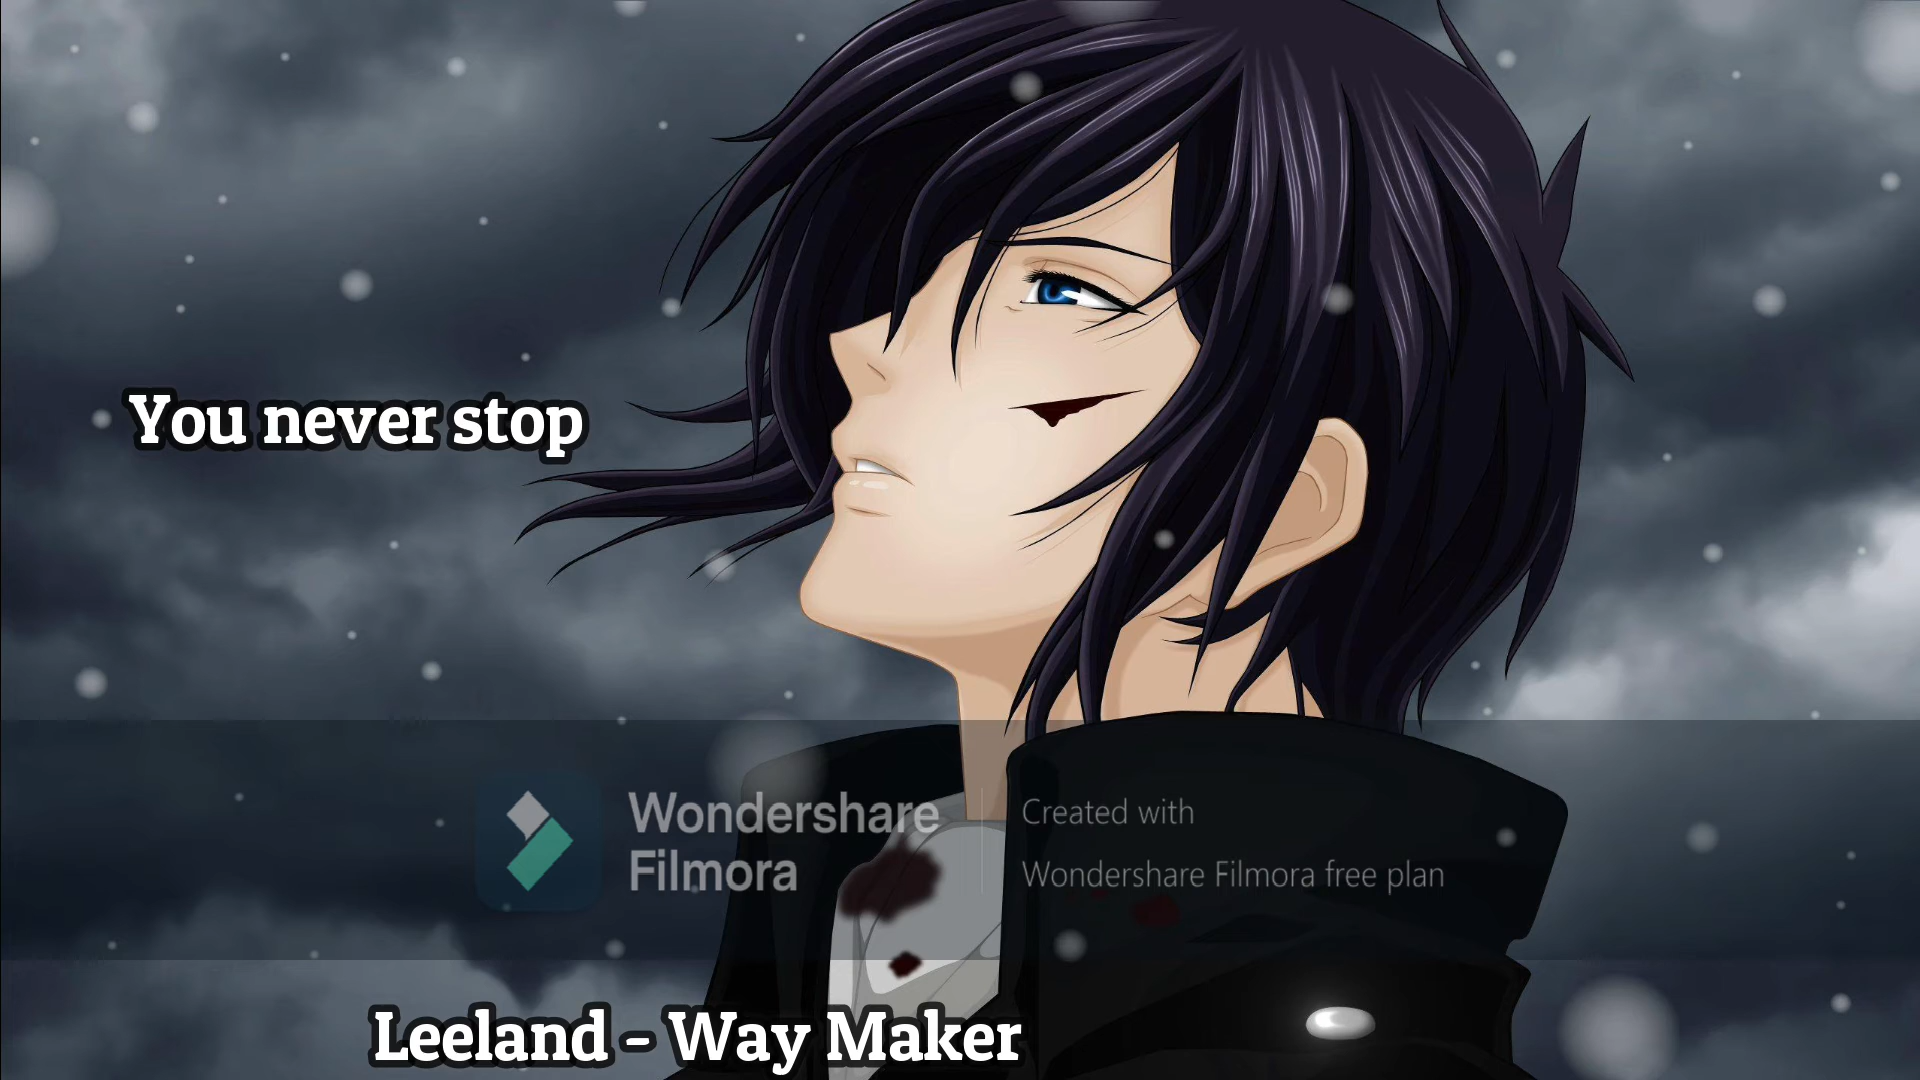 You never stop
Wondershare
Filmora
Created with
Wondershare Filmora free plan
Leeland - Way Maker